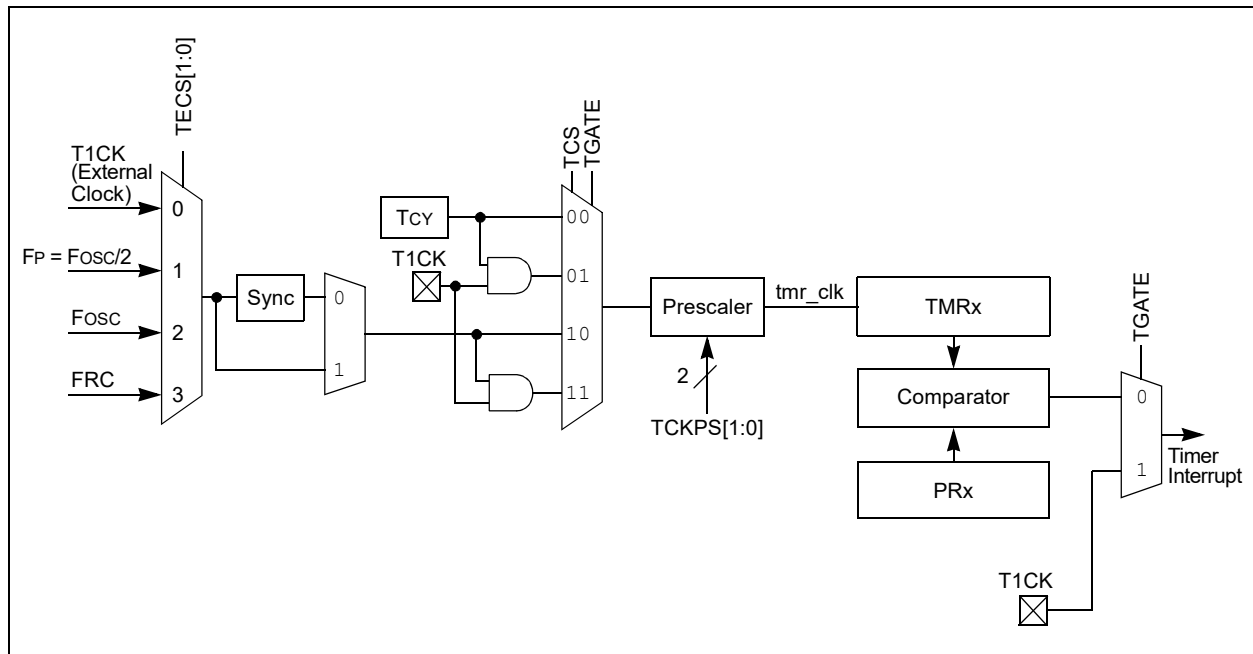 TECS[1:0]
T1CK
(External
Clock)
0
FP = FOSC/2
1
FOSC
2
FRC
3
Sync
0
1
TCY
T1CK
TCS
TGATE
00
01
10
11
Prescaler
2
TCKPS[1:0]
tmr_clk
TMRx
Comparator
PRx
TGATE
0
1
Timer
Interrupt
T1CK